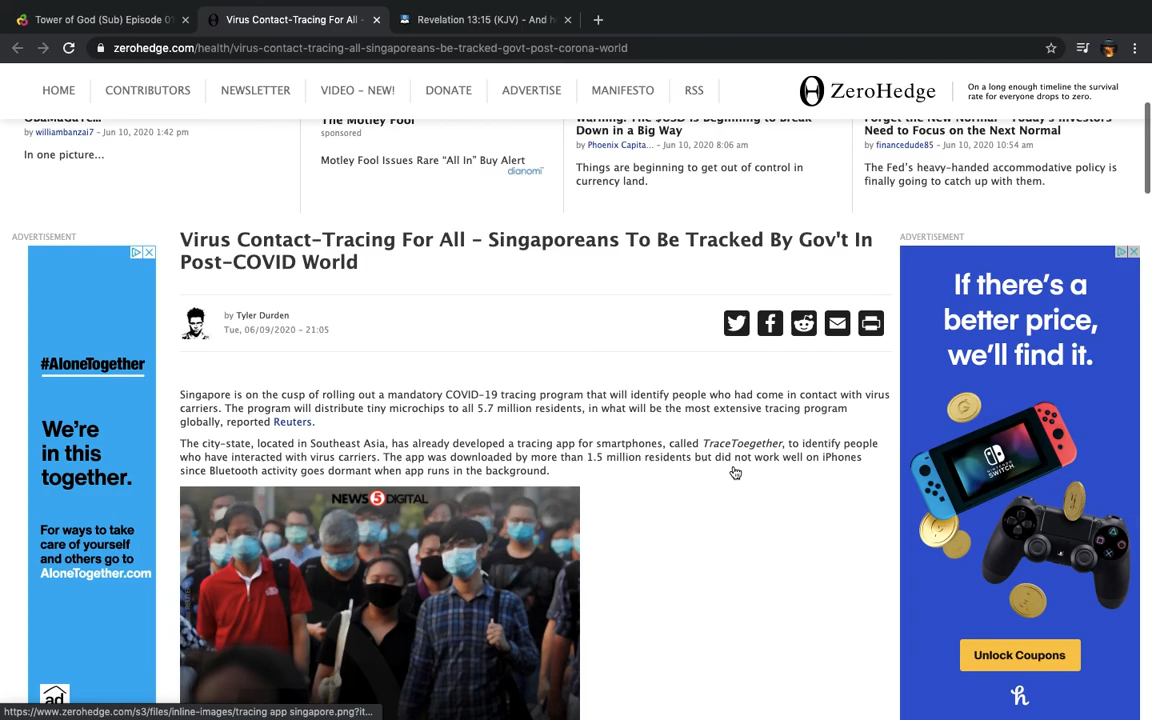 Tower of God (Sub) Episode 01
Virus Contact-Tracing For All -
Revelation 13:15 (KJV) - And he
zerohedge.com/health/virus-contact-tracing-all-singaporeans-be-tracked-govt-post-corona-world
HOME
CONTRIBUTORS
NEWSLETTER
VIDEO - NEW!
DONATE
ADVERTISE
MANIFESTO
RSS
ZeroHedge
On a long enough timeline the survival
rate for everyone drops to zero.
ObamaGate...
by williambanzai7 - Jun 10, 2020 1:42 pm
In one picture...
The Motley Fool
sponsored
Motley Fool Issues Rare "All In" Buy Alert
dianomi
Warning: The $USD Is Beginning to Break
Down in a Big Way
by Phoenix Capita... - Jun 10, 2020 8:06 am
Things are beginning to get out of control in
currency land.
Forget the New Normal - Today's Investors
Need to Focus on the Next Normal
by financedude85 - Jun 10, 2020 10:54 am
The Fed's heavy-handed accommodative policy is
finally going to catch up with them.
ADVERTISEMENT
#AloneTogether
We're
in this
together.
For ways to take
care of yourself
and others go to
AloneTogether.com
ad
Virus Contact-Tracing For All - Singaporeans To Be Tracked By Gov't In
Post-COVID World
by Tyler Durden
Tue, 06/09/2020 - 21:05
Singapore is on the cusp of rolling out a mandatory COVID-19 tracing program that will identify people who had come in contact with virus
carriers. The program will distribute tiny microchips to all 5.7 million residents, in what will be the most extensive tracing program
globally, reported Reuters.
The city-state, located in Southeast Asia, has already developed a tracing app for smartphones, called TraceToegether, to identify people
who have interacted with virus carriers. The app was downloaded by more than 1.5 million residents but did not work well on iPhones
since Bluetooth activity goes dormant when app runs in the background.
NEWS 5 DIGITAL
ADVERTISEMENT
If there's a
better price,
we'll find it.
Unlock Coupons
h
https://www.zerohedge.com/s3/files/inline-images/tracing app singapore.png?it...